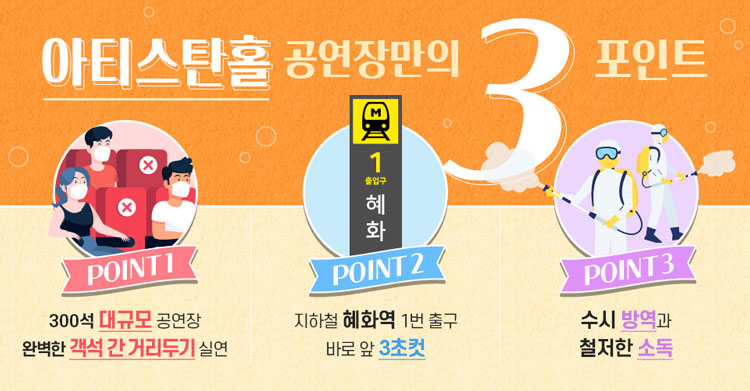 아티스탄홀 공연장만의 3 포인트
M
1
출입구
혜
화
POINT 1
POINT 2
POINT 3
300석 대규모 공연장
완벽한 객석 간 거리두기 실연
지하철 혜화역 1번 출구
바로 앞 3초컷
수시 방역과
철저한 소독